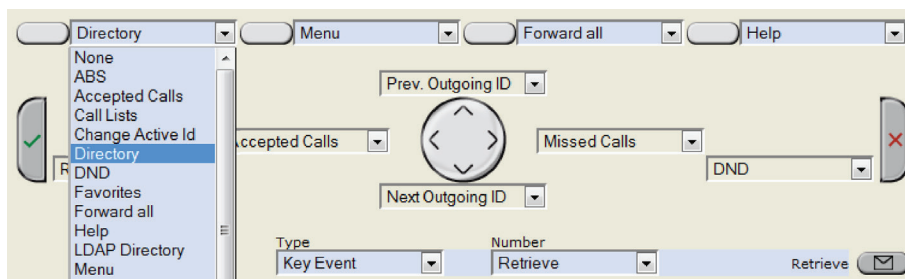 Directory Menu Forward all Help
None
ABS
Prev. Outgoing ID
Accepted Calls
Call Lists
Change Active Id
ccepted Calls Missed Calls
Directory
R DND
DND
Favorites
Next Outgoing ID
Forward all
Help
LDAP Directory
Type Number
Menu
Key Event Retrieve Retrieve